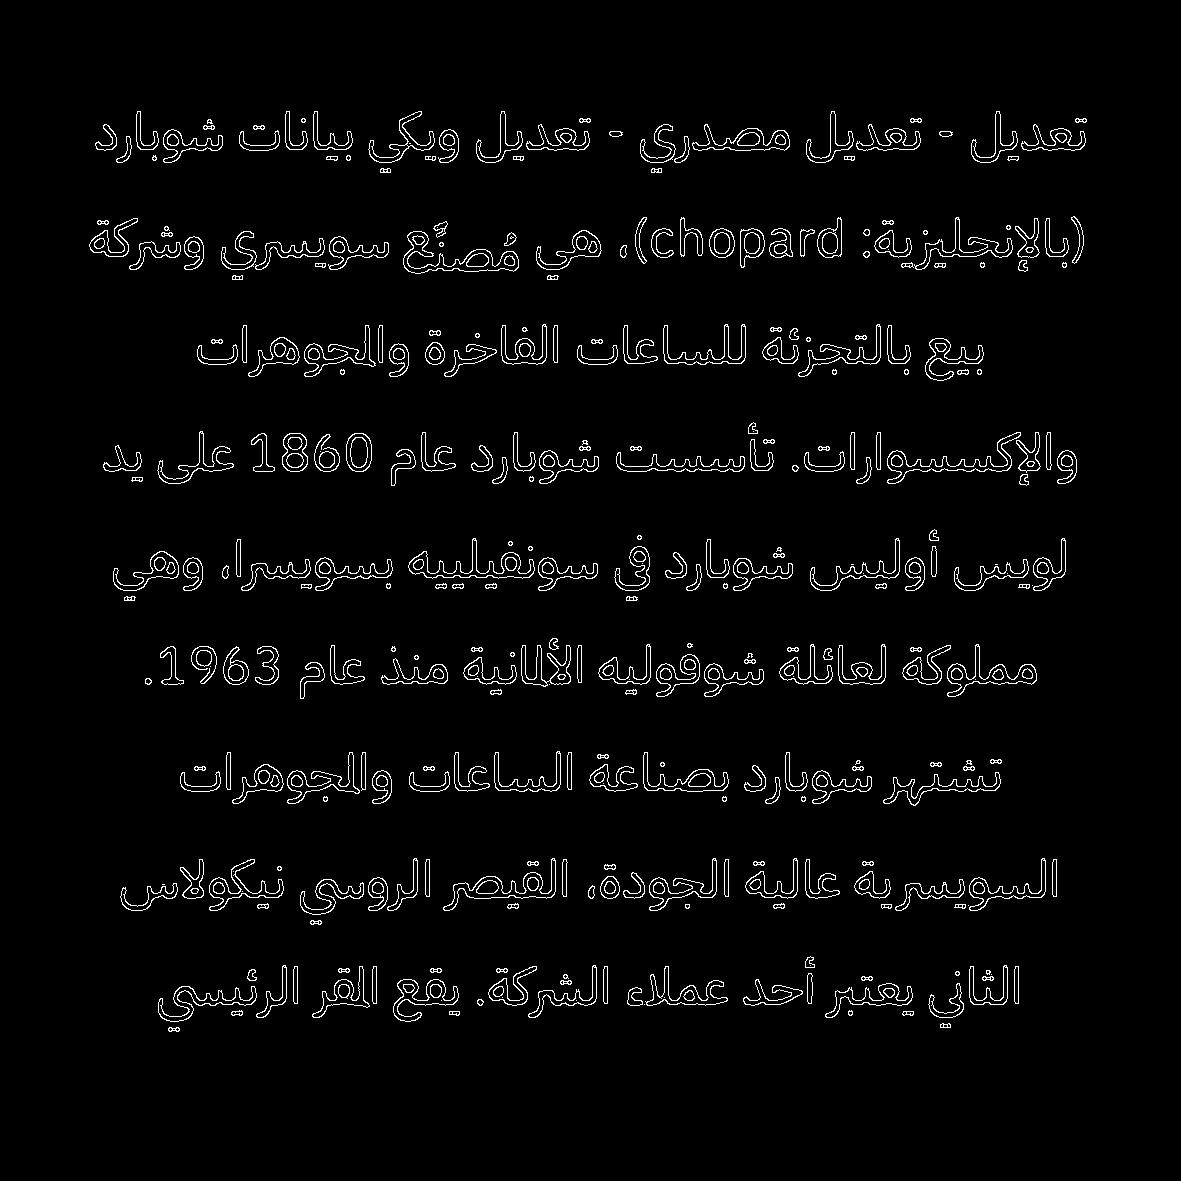 تعديل - تعديل مصدري - تعديل ويكي بيانات شوبارد
(بالإنجليزية: chopard)، هي مُصنًع سويسري وشركة
بيع بالتجزئة للساعات الفاخرة والمجوهرات
والإكسسوارات. تأسست شوبارد عام 1860 على يد
لويس أوليس شوبارد في سونفيلييه بسويسرا، وهي
مملوكة لعائلة شوفوليه الألمانية منذ عام 1963.
تشتهر شوبارد بصناعة الساعات والمجوهرات
السويسرية عالية الجودة، القيصر الروسي نيكولاس
الثاني يعتبر أحد عملاء الشركة. يقع المقر الرئيسي